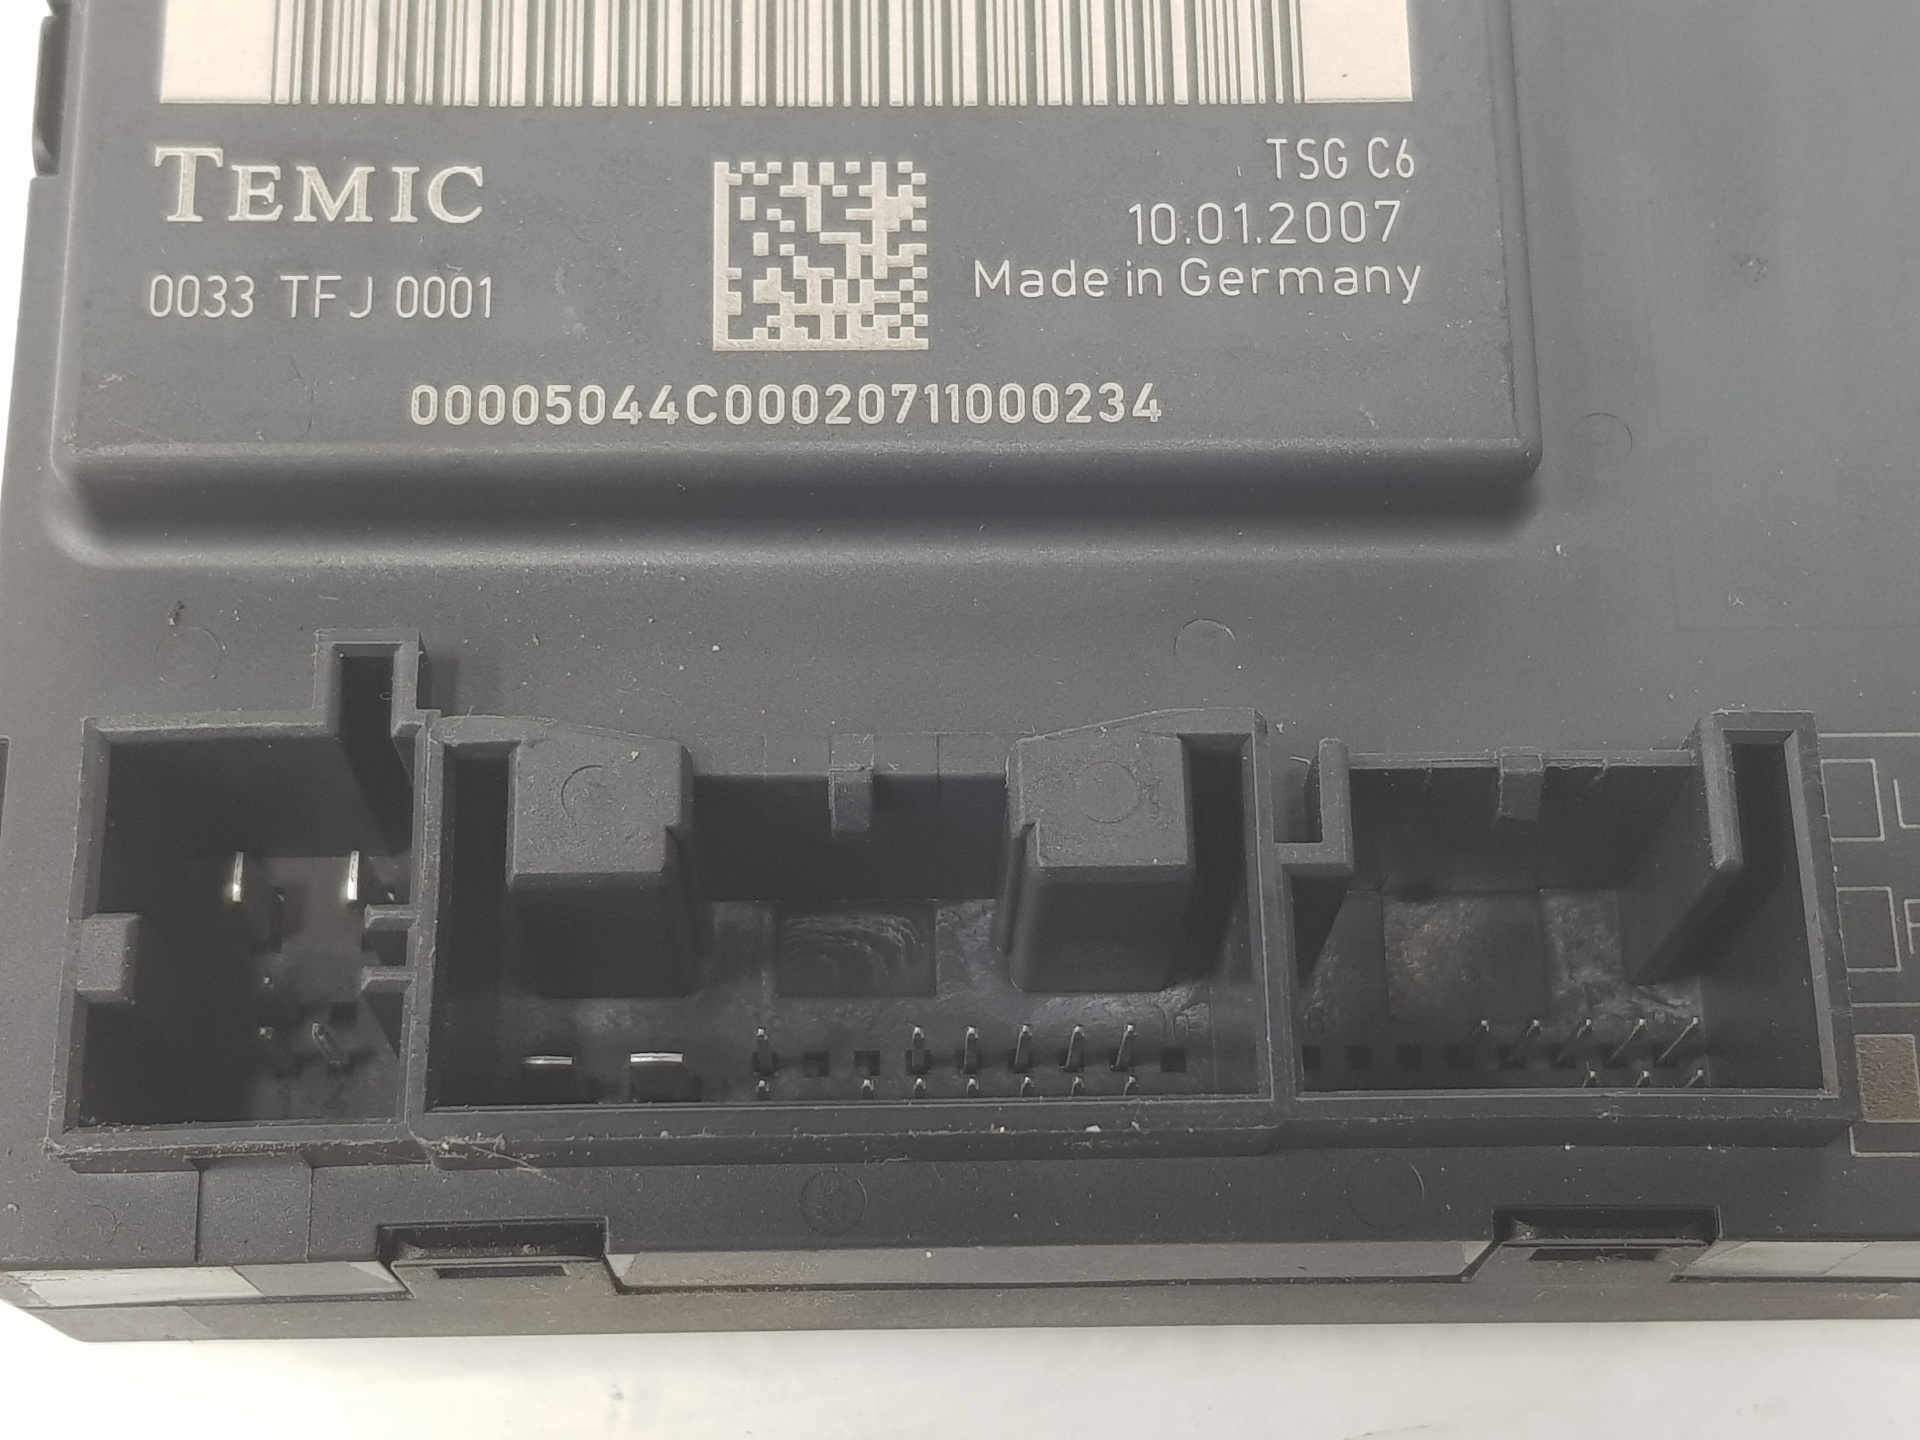 TEMIC
TSG C6
10.01.2007
0033 TFJ 0001
Made in Germany
00005044C00020711000234